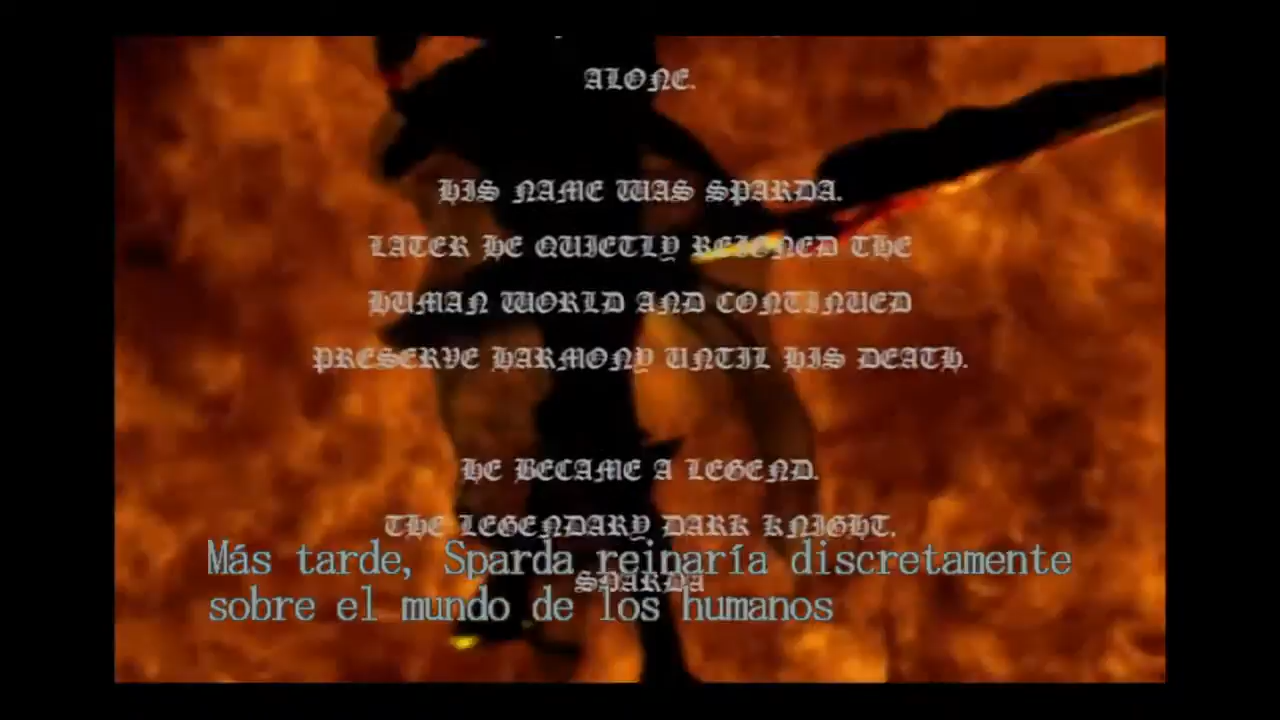 ALONE.
HIS NAME WAS SPARDA.
LATER HE QUIETLY REIGNED THE
HUMAN WORLD AND CONTINUED
PRESERVE HARMONY UNTIL HIS DEATH.
HE BECAME A LEGEND.
THE LEGENDARY DARK KNIGHT.
SPARDA
Más tarde, Sparda reinaría discretamente
sobre el mundo de los humanos